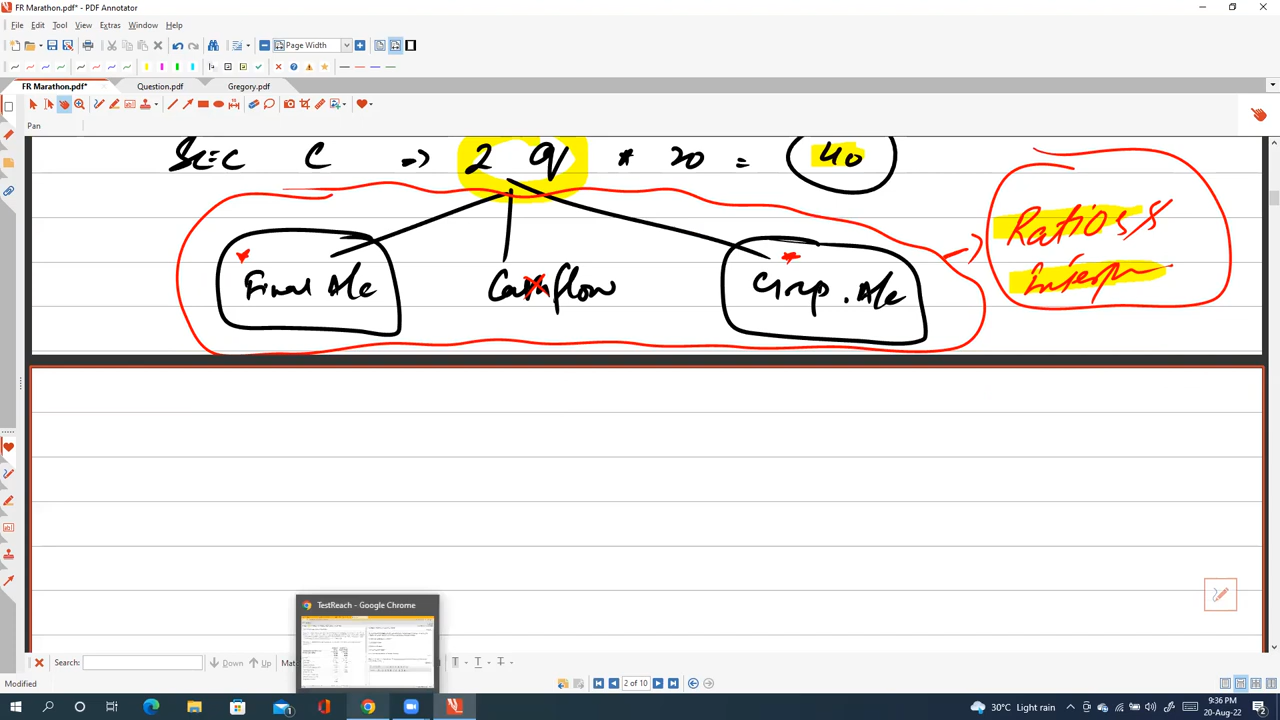 FR Marathon.pdf* - PDF Annotator
File Edit Tool View Extras Window Help
Page Width
FR Marathon.pdf* Question.pdf Gregory.pdf
Pan
SEC C => 2 Q * 20 = 40
Ratios &
Final A/c Cashflow Grp. A/c
TestReach - Google Chrome
Search: Down Up Mat T T T
Modified 2 of 10
30°C Light rain 9:36 PM
20-Aug-22 2